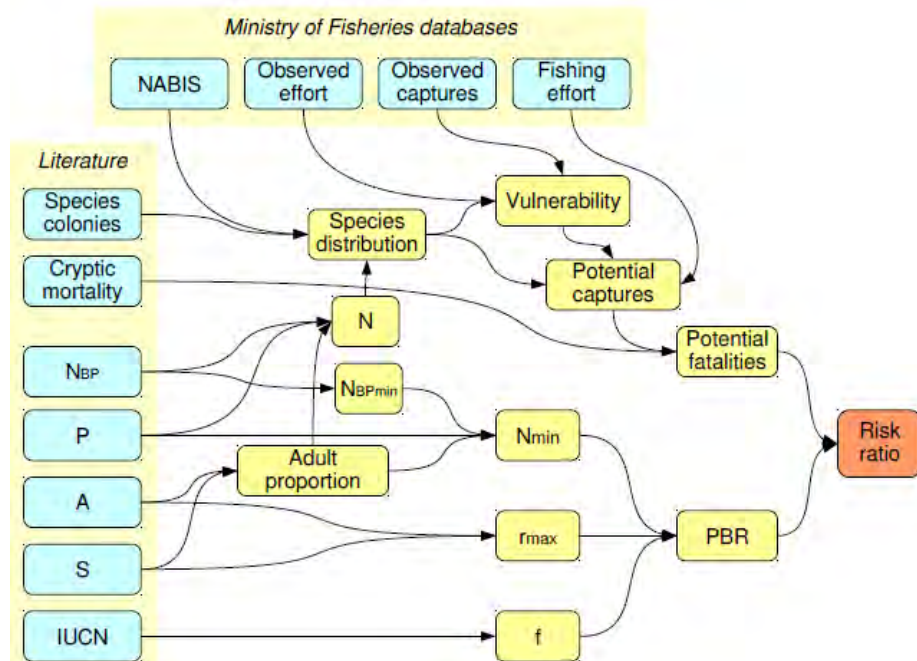 Ministry of Fisheries databases
NABIS
Observed
effort
Observed
captures
Fishing
effort
Literature
Species
colonies
Species
distribution
Vulnerability
Cryptic
mortality
Potential
captures
N
Potential
fatalities
NBP
NBPmin
P
Nmin
Risk
ratio
Adult
proportion
A
rmax
PBR
S
IUCN
f